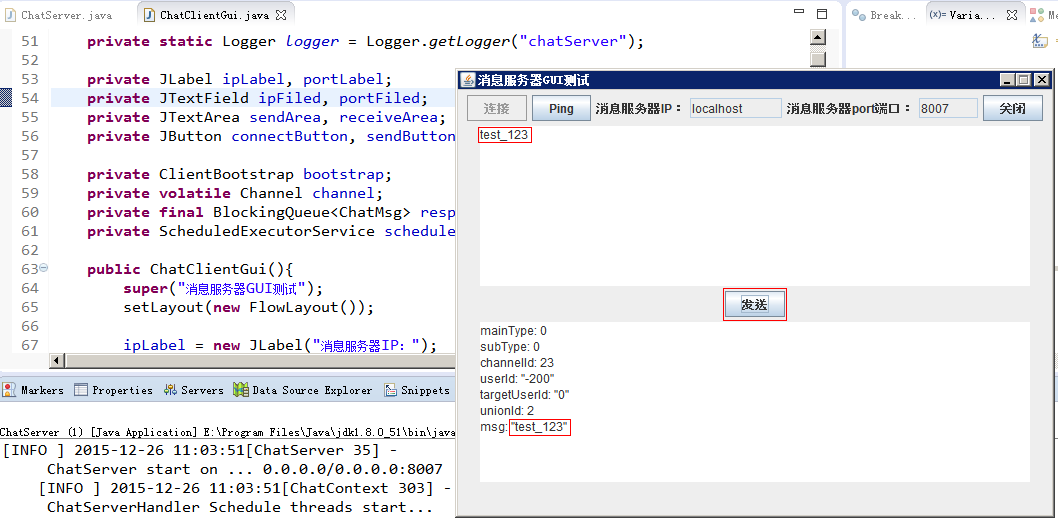 ChatServer.java
ChatClientGui.java
Break...
Varia...
51 private static Logger logger = Logger.getLogger("chatServer");
52
53 private JLabel ipLabel, portLabel;
54 private JTextField ipFiled, portFiled;
55 private JTextArea sendArea, receiveArea;
56 private JButton connectButton, sendButton
57
58 private ClientBootstrap bootstrap;
59 private volatile Channel channel;
60 private final BlockingQueue<ChatMsg> resp
61 private ScheduledExecutorService schedule
62
63 public ChatClientGui(){
64 super("消息服务器GUI测试");
65 setLayout(new FlowLayout());
66
67 ipLabel = new JLabel("消息服务器IP：");
消息服务器GUI测试
连接 Ping 消息服务器IP： localhost 消息服务器port端口： 8007 关闭
test_123
发送
mainType: 0
subType: 0
channelId: 23
userId: "-200"
targetUserId: "0"
unionId: 2
msg: "test_123"
Markers Properties Servers Data Source Explorer Snippets
ChatServer (1) [Java Application] E:\Program Files\Java\jdk1.8.0_51\bin\java
[INFO ] 2015-12-26 11:03:51[ChatServer 35] -
ChatServer start on ... 0.0.0.0/0.0.0.0:8007
[INFO ] 2015-12-26 11:03:51[ChatContext 303] -
ChatServerHandler Schedule threads start...